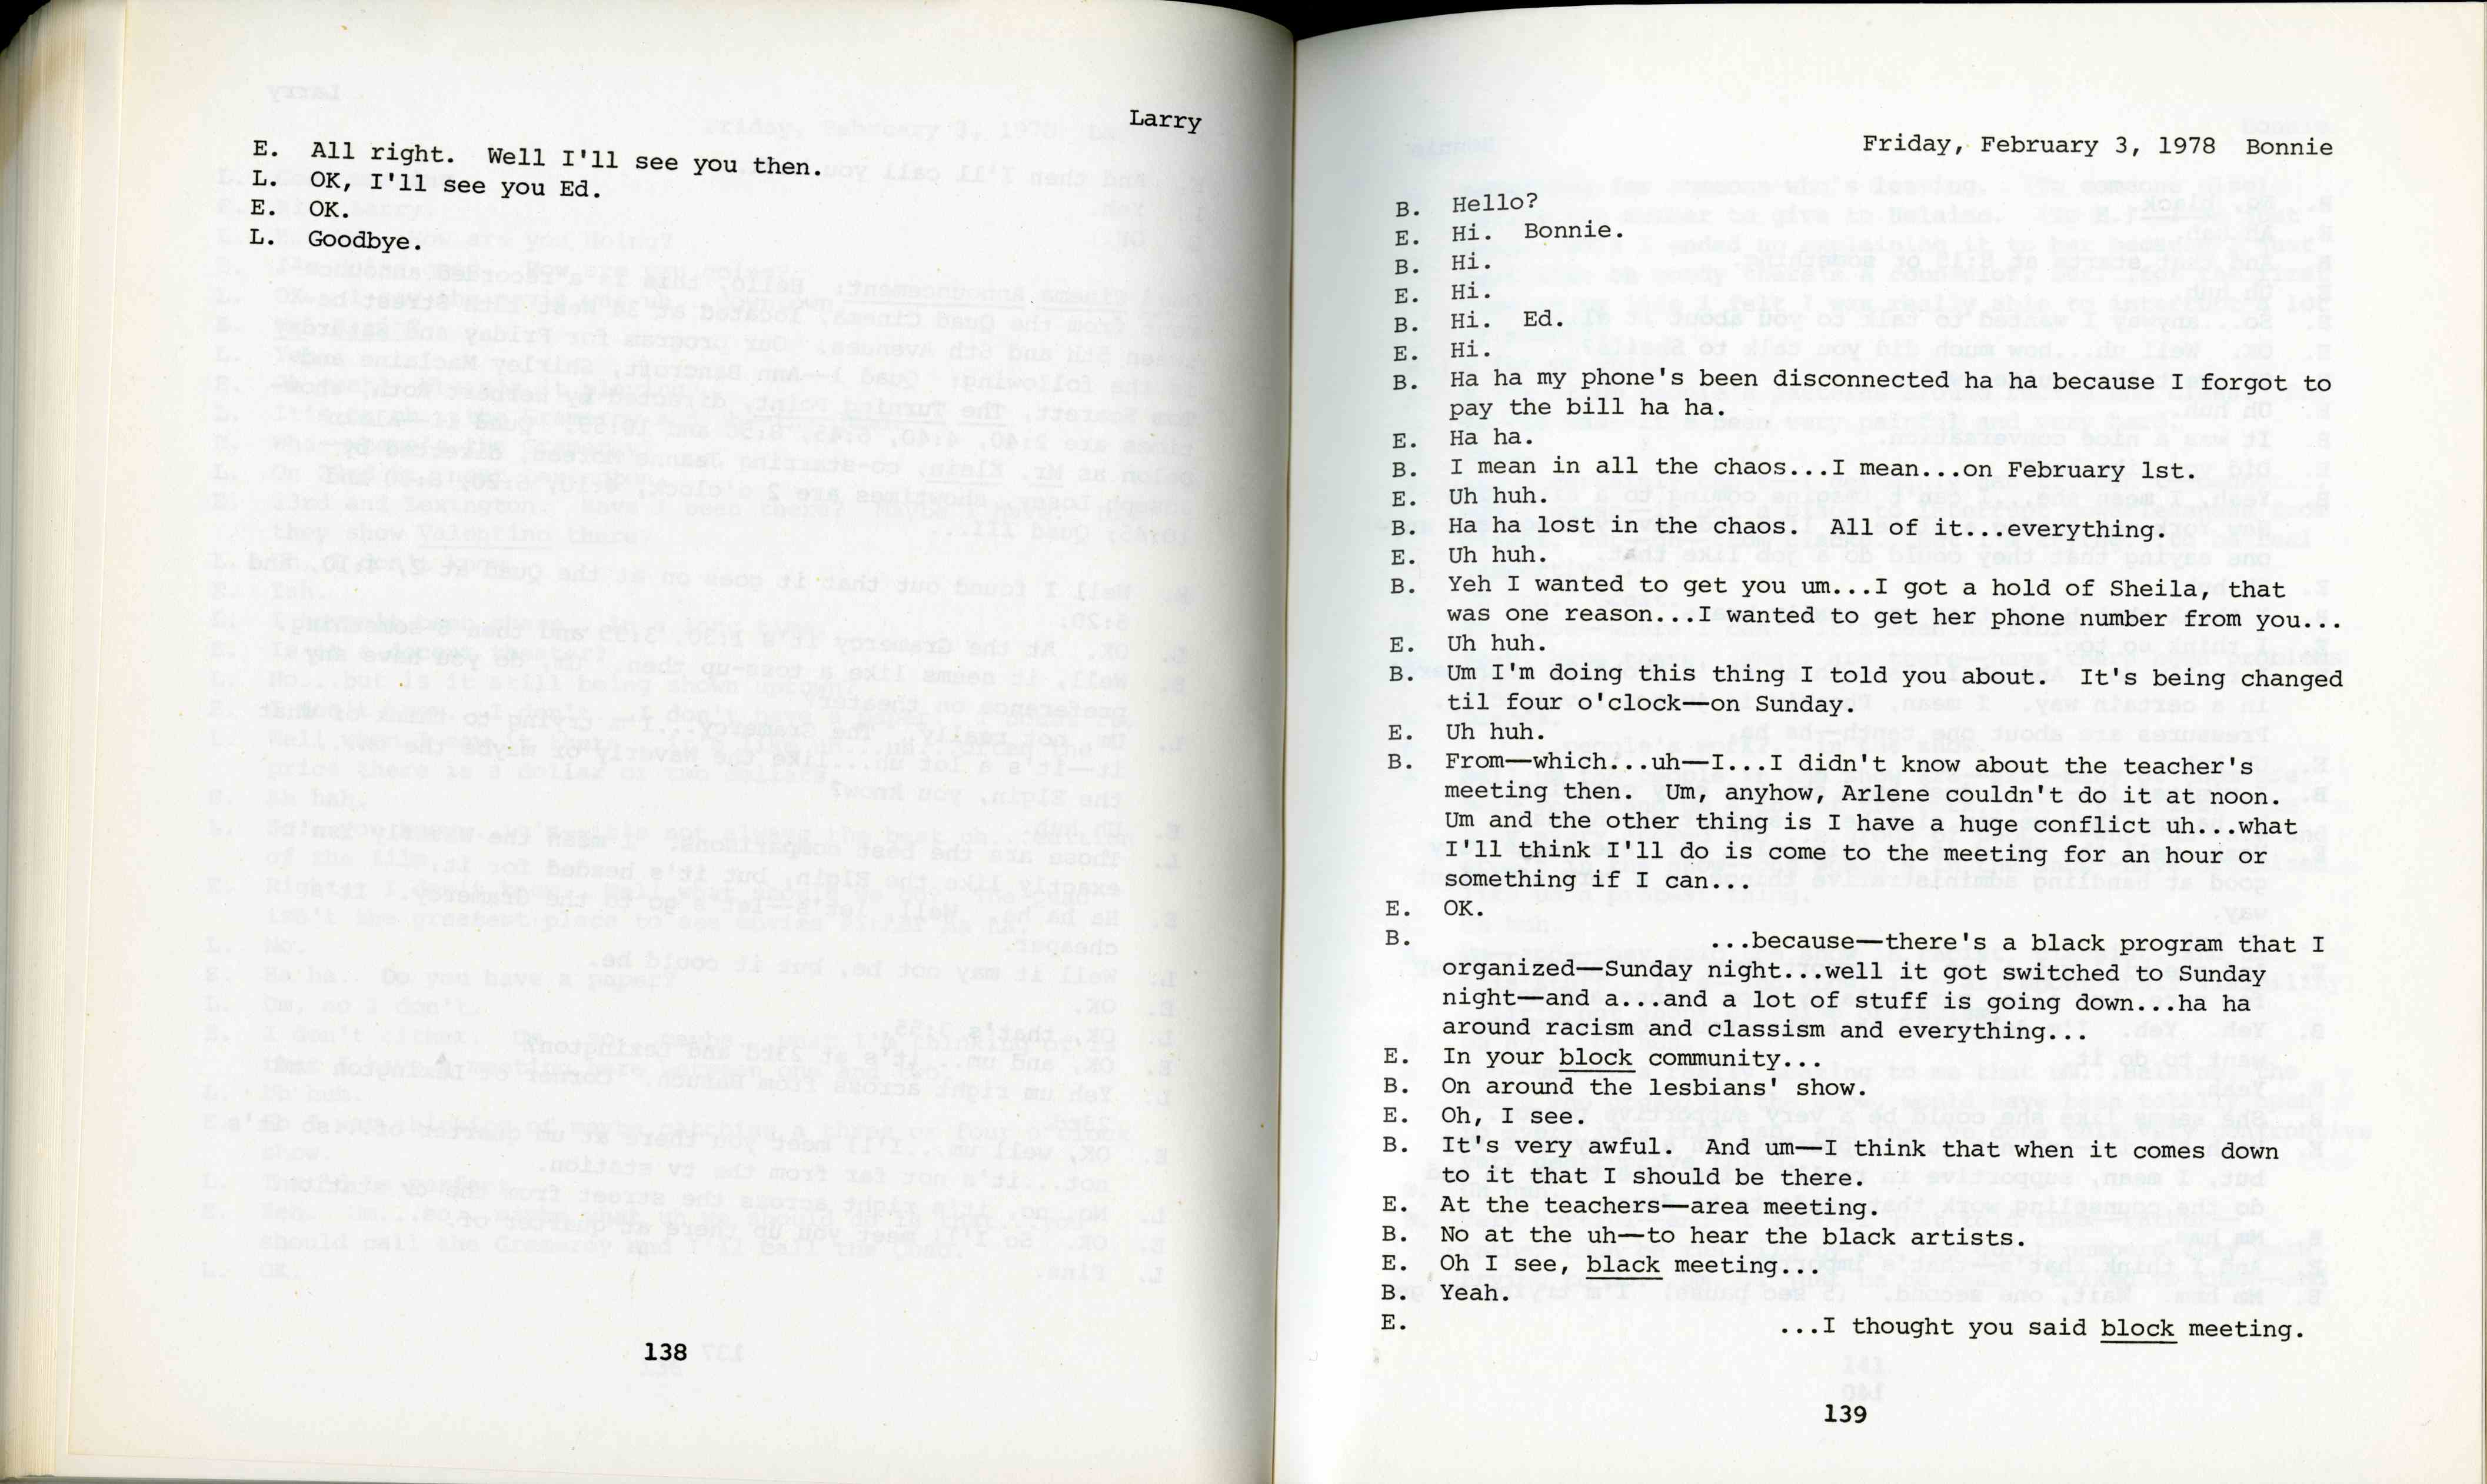 Larry
E. All right. Well I'll see you then.
L. OK, I'll see you Ed.
E. OK.
L. Goodbye.
138
Friday, February 3, 1978 Bonnie
B. Hello?
E. Hi. Bonnie.
B. Hi.
E. Hi.
B. Hi. Ed.
E. Hi.
B. Ha ha my phone's been disconnected ha ha because I forgot to
pay the bill ha ha.
E. Ha ha.
B. I mean in all the chaos...I mean...on February 1st.
E. Uh huh.
B. Ha ha lost in the chaos. All of it...everything.
E. Uh huh.
B. Yeh I wanted to get you um...I got a hold of Sheila, that
was one reason...I wanted to get her phone number from you...
E. Uh huh.
B. Um I'm doing this thing I told you about. It's being changed
til four o'clock—on Sunday.
E. Uh huh.
B. From—which...uh—I...I didn't know about the teacher's
meeting then. Um, anyhow, Arlene couldn't do it at noon.
Um and the other thing is I have a huge conflict uh...what
I'll think I'll do is come to the meeting for an hour or
something if I can...
E. OK.
B. ...because—there's a black program that I
organized—Sunday night...well it got switched to Sunday
night—and a...and a lot of stuff is going down...ha ha
around racism and classism and everything...
E. In your block community...
B. On around the lesbians' show.
E. Oh, I see.
B. It's very awful. And um—I think that when it comes down
to it that I should be there.
E. At the teachers—area meeting.
B. No at the uh—to hear the black artists.
E. Oh I see, black meeting...
B. Yeah.
E. ...I thought you said block meeting.
139